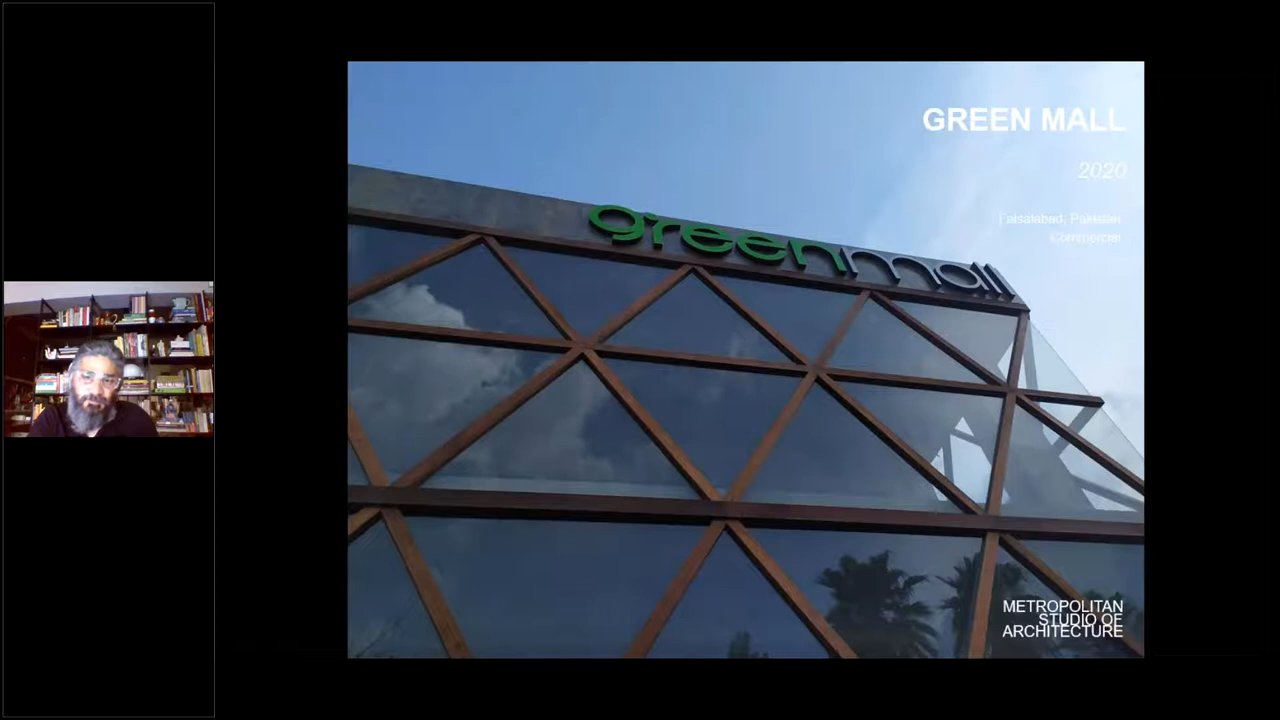 GREEN MALL
2020
Faisalabad, Pakistan
Commercial
greenmall
METROPOLITAN
STUDIO OF
ARCHITECTURE